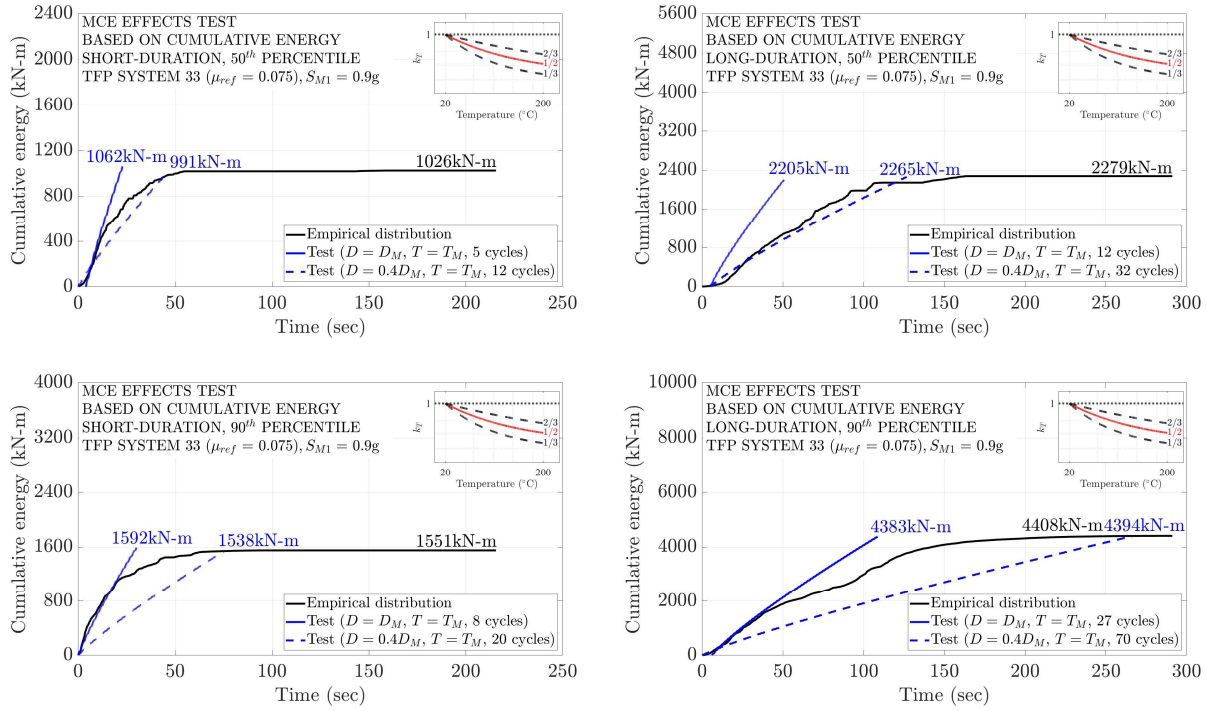 2400
2000
1600
1200
800
400
0
Cumulative energy (kN-m)
MCE EFFECTS TEST
BASED ON CUMULATIVE ENERGY
SHORT-DURATION, 50th PERCENTILE
TFP SYSTEM 33 (μref = 0.075), SM1 = 0.9g
1
kT
2/3
1/2
1/3
20
200
Temperature (°C)
1062kN-m
991kN-m
1026kN-m
Empirical distribution
Test (D = DM, T = TM, 5 cycles)
Test (D = 0.4DM, T = TM, 12 cycles)
0 50 100 150 200 250
Time (sec)
5600
5200
4600
3900
3200
2400
1600
800
0
Cumulative energy (kN-m)
MCE EFFECTS TEST
BASED ON CUMULATIVE ENERGY
LONG-DURATION, 50th PERCENTILE
TFP SYSTEM 33 (μref = 0.075), SM1 = 0.9g
1
kT
2/3
1/2
1/3
20
200
Temperature (°C)
2205kN-m
2265kN-m
2279kN-m
Empirical distribution
Test (D = DM, T = TM, 12 cycles)
Test (D = 0.4DM, T = TM, 32 cycles)
0 50 100 150 200 250 300
Time (sec)
4000
3200
2400
1600
800
0
Cumulative energy (kN-m)
MCE EFFECTS TEST
BASED ON CUMULATIVE ENERGY
SHORT-DURATION, 90th PERCENTILE
TFP SYSTEM 33 (μref = 0.075), SM1 = 0.9g
1
kT
2/3
1/2
1/3
20
200
Temperature (°C)
1592kN-m
1538kN-m
1551kN-m
Empirical distribution
Test (D = DM, T = TM, 8 cycles)
Test (D = 0.4DM, T = TM, 20 cycles)
0 50 100 150 200 250
Time (sec)
10000
8000
6000
4000
2000
0
Cumulative energy (kN-m)
MCE EFFECTS TEST
BASED ON CUMULATIVE ENERGY
LONG-DURATION, 90th PERCENTILE
TFP SYSTEM 33 (μref = 0.075), SM1 = 0.9g
1
kT
2/3
1/2
1/3
20
200
Temperature (°C)
4383kN-m
4408kN-m
4394kN-m
Empirical distribution
Test (D = DM, T = TM, 27 cycles)
Test (D = 0.4DM, T = TM, 70 cycles)
0 50 100 150 200 250 300
Time (sec)